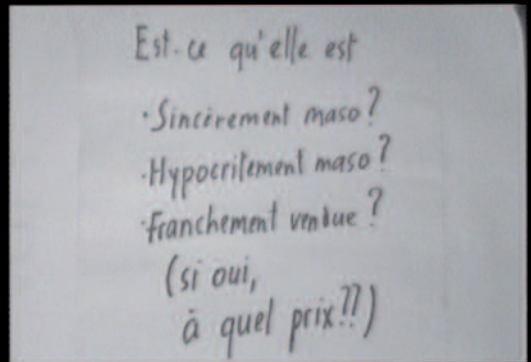 Est-ce qu'elle est
· Sincèrement maso?
· Hypocritement maso?
· Franchement vendue?
(si oui,
à quel prix??)